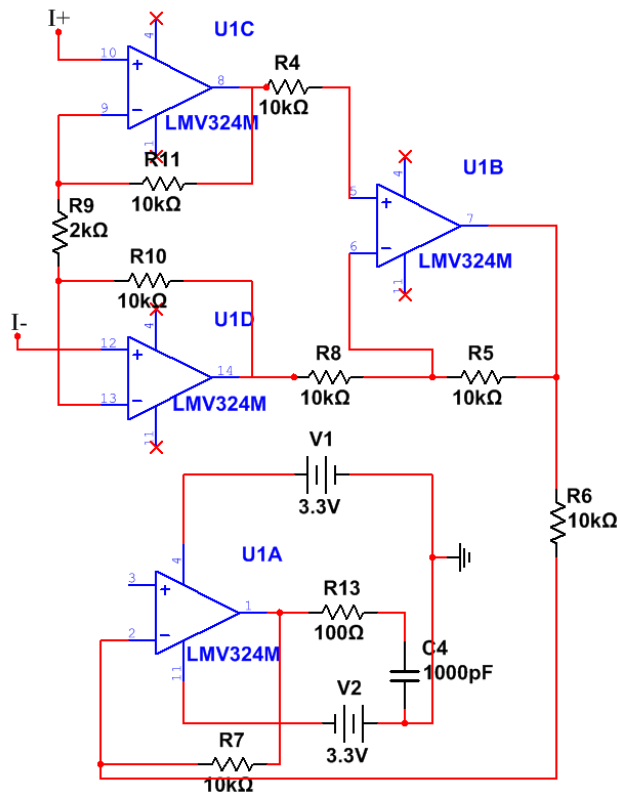 I+
U1C
4
10
+
9
−
8
1
LMV324M
R4
10kΩ
R11
10kΩ
R9
2kΩ
U1B
4
5
+
6
−
7
11
LMV324M
R10
10kΩ
I-
U1D
4
12
+
13
−
14
11
LMV324M
R8
10kΩ
R5
10kΩ
V1
3.3V
R6
10kΩ
U1A
4
3
+
2
−
1
11
LMV324M
R13
100Ω
C4
1000pF
V2
3.3V
R7
10kΩ